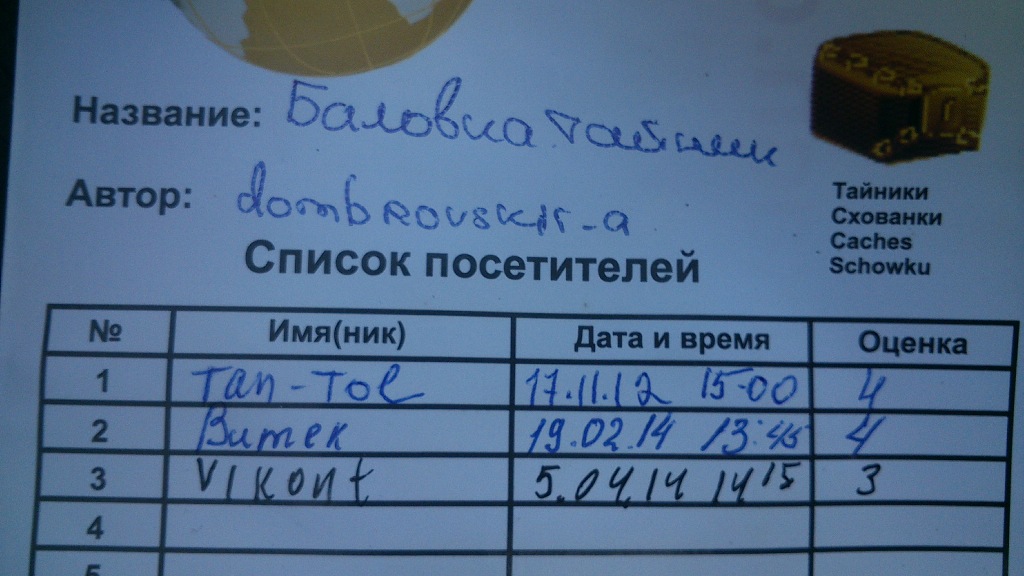 Название: Баловна тайник
Автор: dombrovskii-a
Тайники
Схованки
Caches
Schowku
Список посетителей
№ Имя(ник) Дата и время Оценка
1 Tan-Tol 17.11.12 15-00 4
2 Витек 19.02.14 13:45 4
3 Vikont 5.04.14 14 15 3
4
5